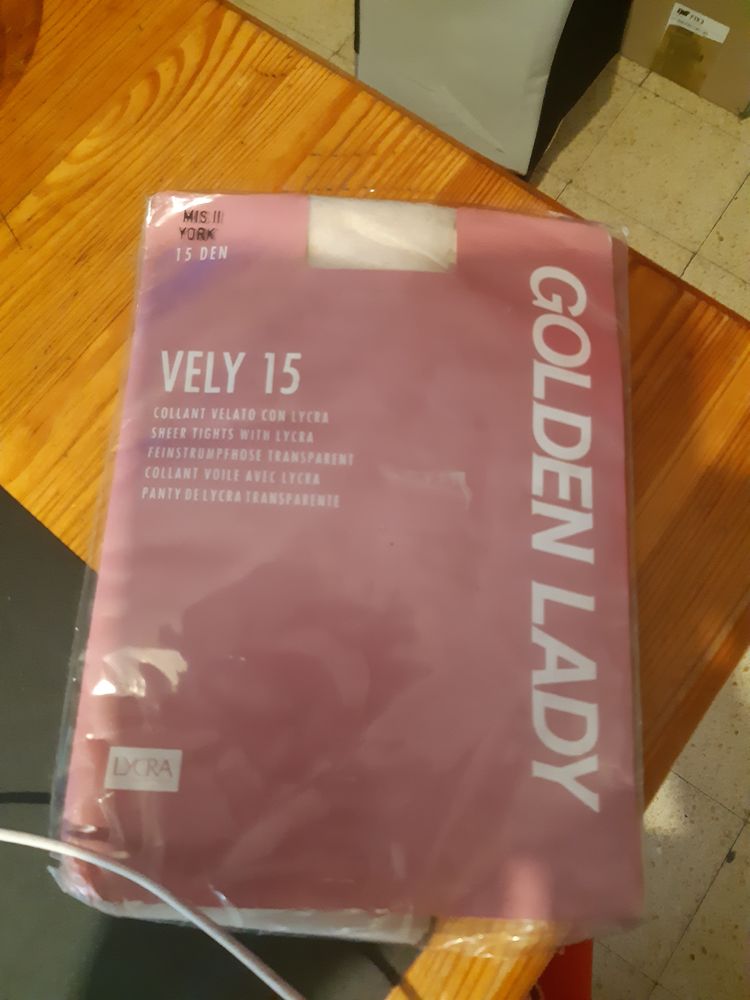 MIS.II
YORK
15 DEN
VELY 15
COLLANT VELATO CON LYCRA
SHEER TIGHTS WITH LYCRA
FEINSTRUMPFHOSE TRANSPARENT
COLLANT VOILE AVEC LYCRA
PANTY DE LYCRA TRANSPARENTE
GOLDEN LADY
LYCRA